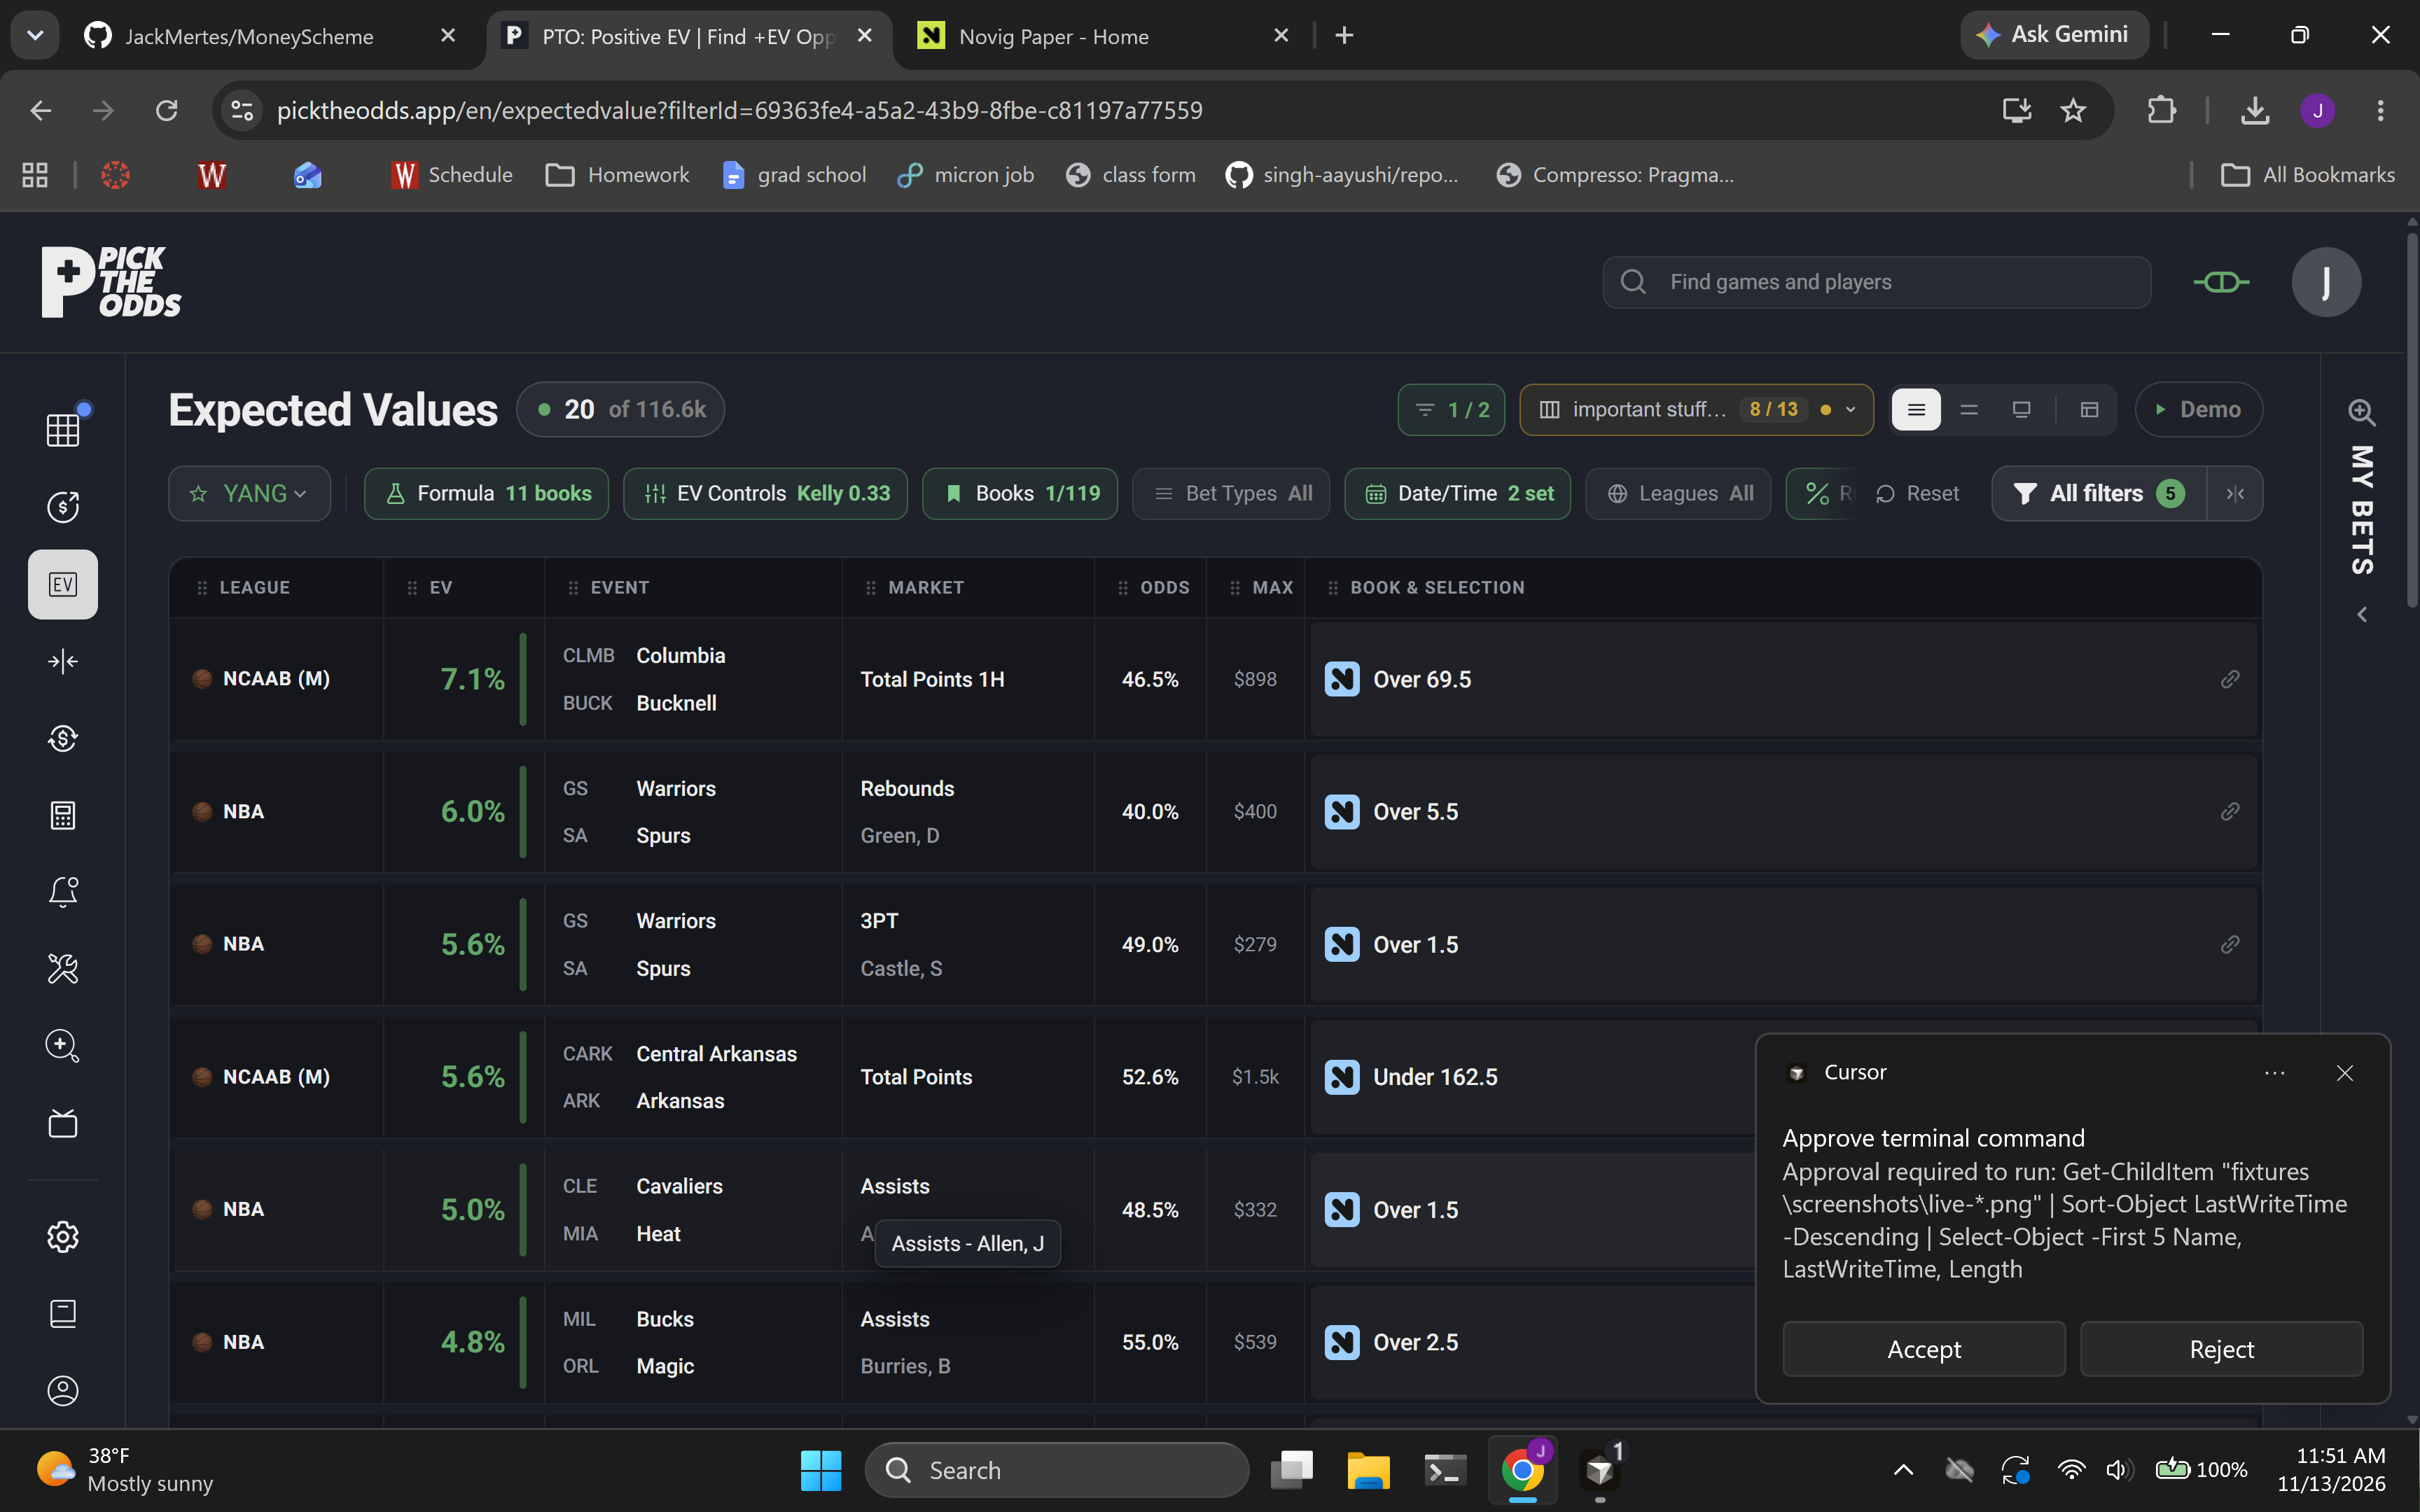 JackMertes/MoneyScheme
PTO: Positive EV | Find +EV Opp
Novig Paper - Home
Ask Gemini
picktheodds.app/en/expectedvalue?filterId=69363fe4-a5a2-43b9-8fbe-c81197a77559
J
Schedule
Homework
grad school
micron job
class form
singh-aayushi/repo...
Compresso: Pragma...
All Bookmarks
PICK THE ODDS
Find games and players
J
Expected Values
20 of 116.6k
1 / 2
important stuff...
8 / 13
Demo
YANG
Formula 11 books
EV Controls Kelly 0.33
Books 1/119
Bet Types All
Date/Time 2 set
Leagues All
Reset
All filters 5
MY BETS
LEAGUE
EV
EVENT
MARKET
ODDS
MAX
BOOK & SELECTION
NCAAB (M)
7.1%
CLMB Columbia
BUCK Bucknell
Total Points 1H
46.5%
$898
Over 69.5
NBA
6.0%
GS Warriors
SA Spurs
Rebounds
Green, D
40.0%
$400
Over 5.5
NBA
5.6%
GS Warriors
SA Spurs
3PT
Castle, S
49.0%
$279
Over 1.5
NCAAB (M)
5.6%
CARK Central Arkansas
ARK Arkansas
Total Points
52.6%
$1.5k
Under 162.5
NBA
5.0%
CLE Cavaliers
MIA Heat
Assists
A
Assists - Allen, J
48.5%
$332
Over 1.5
NBA
4.8%
MIL Bucks
ORL Magic
Assists
Burries, B
55.0%
$539
Over 2.5
Cursor
Approve terminal command
Approval required to run: Get-ChildItem "fixtures
\screenshots\live-*.png" | Sort-Object LastWriteTime
-Descending | Select-Object -First 5 Name,
LastWriteTime, Length
Accept
Reject
38°F
Mostly sunny
Search
J
1
100%
11:51 AM
11/13/2026